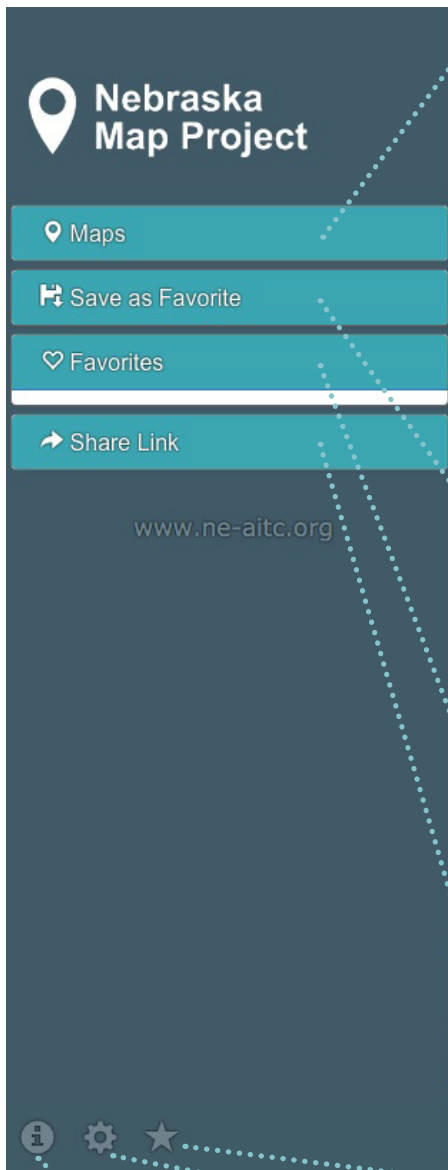 Nebraska
Map Project
Maps
Save as Favorite
Favorites
Share Link
www.ne-aitc.org